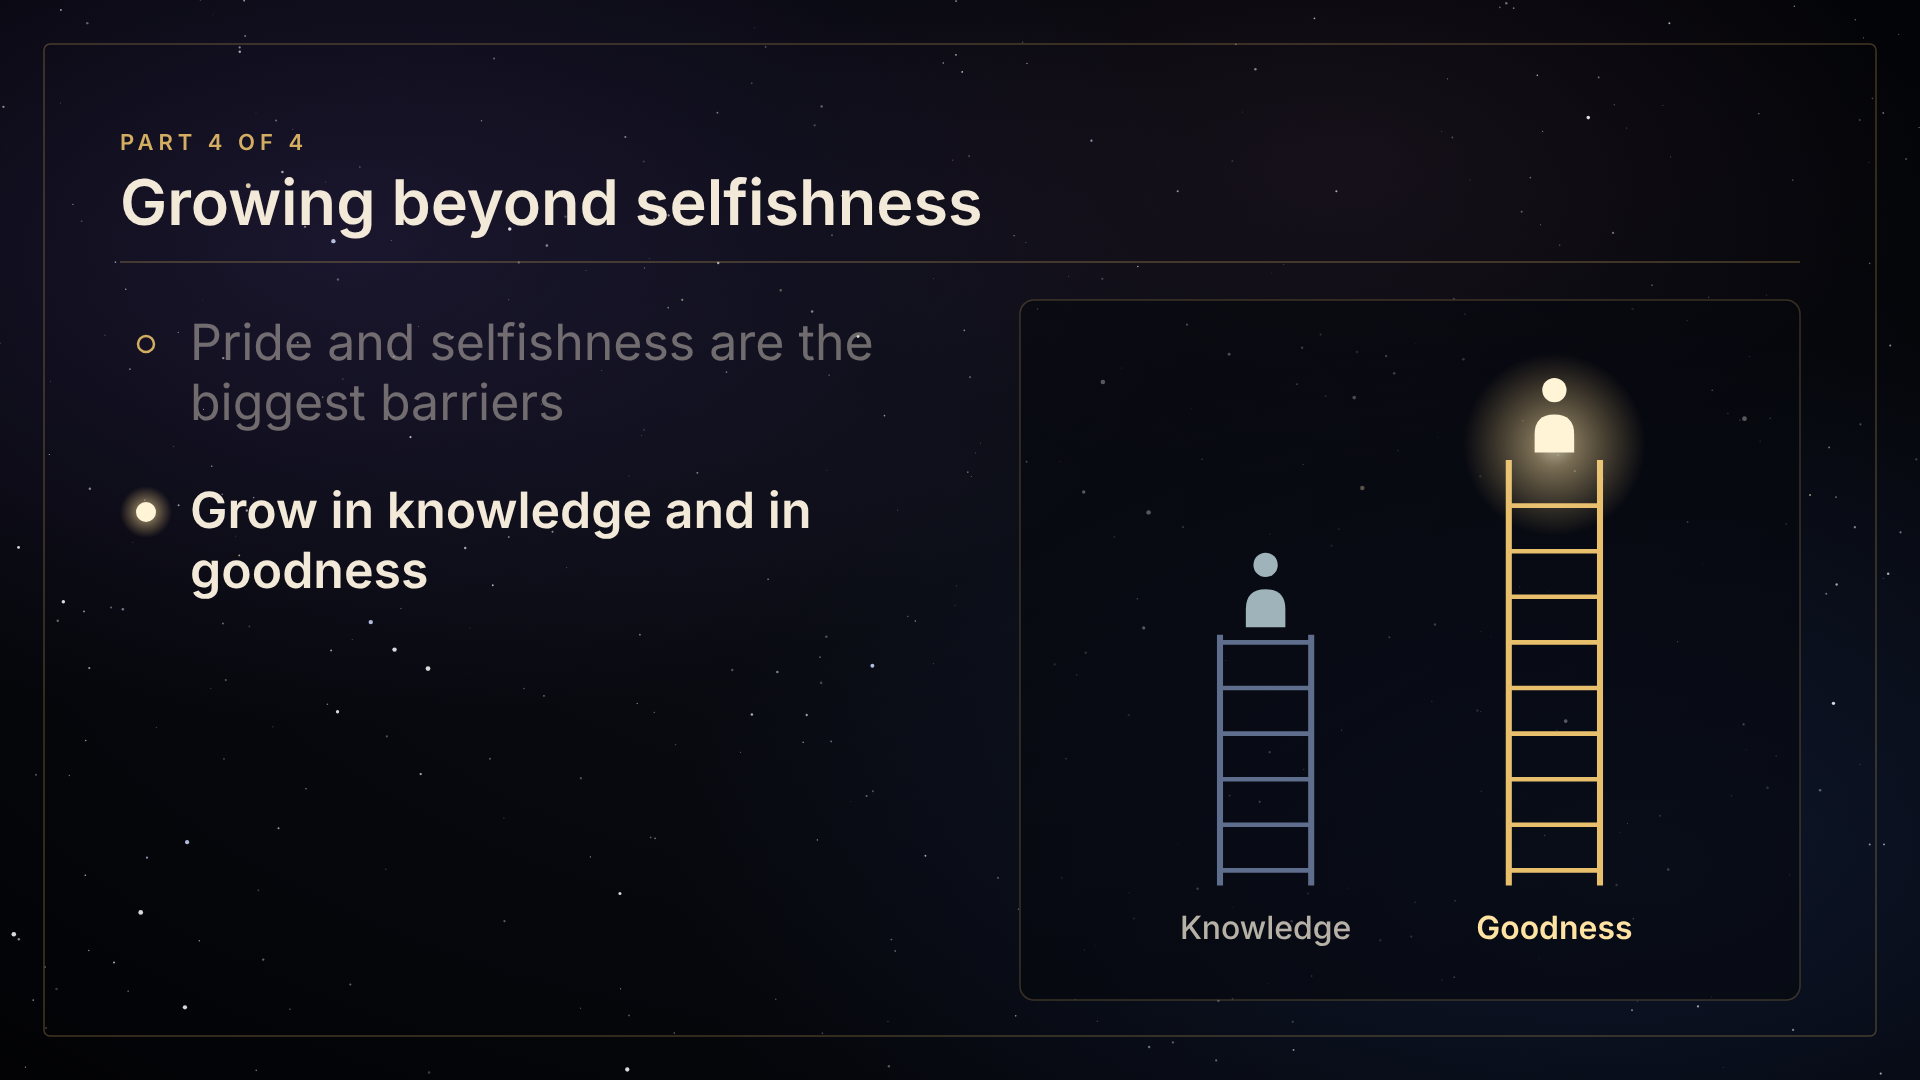 PART 4 OF 4
Growing beyond selfishness
Pride and selfishness are the
biggest barriers
Grow in knowledge and in
goodness
Knowledge
Goodness